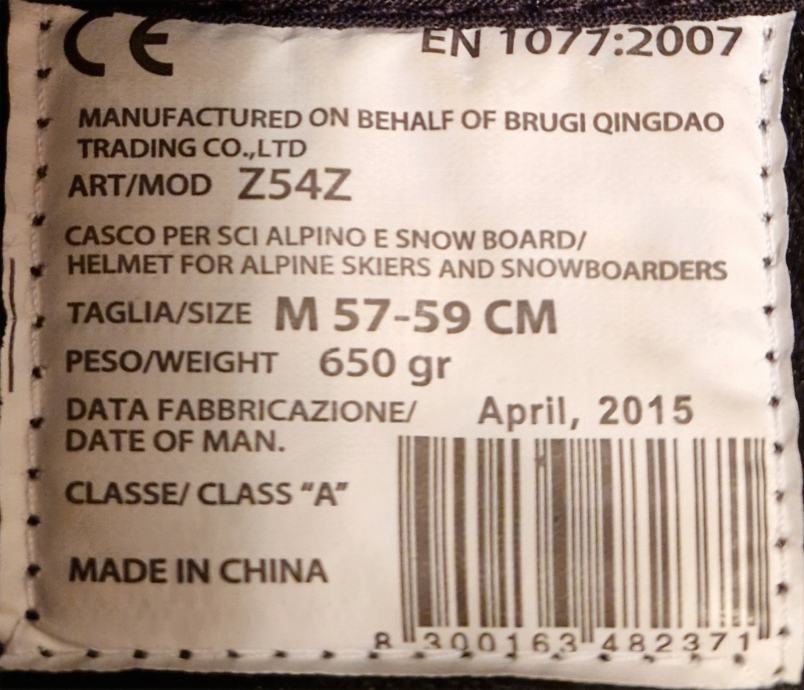 CE EN 1077:2007
MANUFACTURED ON BEHALF OF BRUGI QINGDAO
TRADING CO.,LTD
ART/MOD Z54Z
CASCO PER SCI ALPINO E SNOW BOARD/
HELMET FOR ALPINE SKIERS AND SNOWBOARDERS
TAGLIA/SIZE M 57-59 CM
PESO/WEIGHT 650 gr
DATA FABBRICAZIONE/ April, 2015
DATE OF MAN.
CLASSE/ CLASS "A"
MADE IN CHINA
8 300163 482371